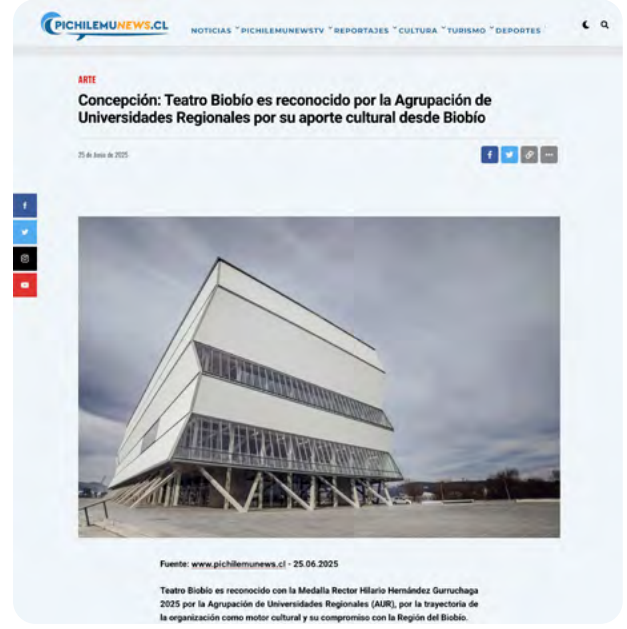 PICHILEMUNEWS.CL
NOTICIAS PICHILEMUNEWSTV REPORTAJES CULTURA TURISMO DEPORTES
ARTE
Concepción: Teatro Biobío es reconocido por la Agrupación de
Universidades Regionales por su aporte cultural desde Biobío
25 de Junio de 2025
Fuente: www.pichilemunews.cl - 25.06.2025
Teatro Biobío es reconocido con la Medalla Rector Hilario Hernández Gurruchaga
2025 por la Agrupación de Universidades Regionales (AUR), por la trayectoria de
la organización como motor cultural y su compromiso con la Región del Biobío.